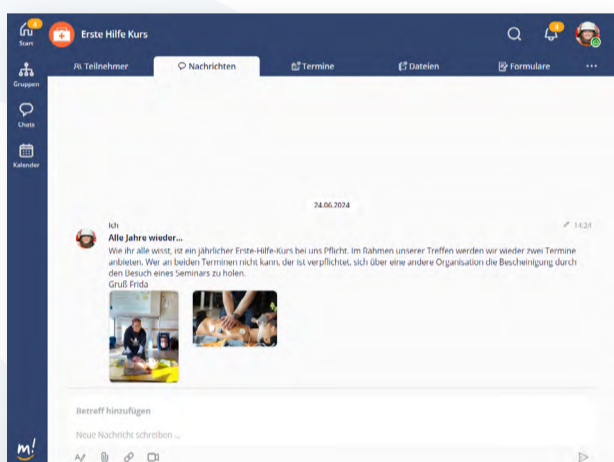 4
Start
Erste Hilfe Kurs
4
Teilnehmer
Nachrichten
Termine
Dateien
Formulare
Gruppen
Chats
Kalender
24.06.2024
Ich
14:24
Alle Jahre wieder...
Wie ihr alle wisst, ist ein jährlicher Erste-Hilfe-Kurs bei uns Pflicht. Im Rahmen unserer Treffen werden wir wieder zwei Termine
anbieten. Wer an beiden Terminen nicht kann, der ist verpflichtet, sich über eine andere Organisation die Bescheinigung durch
den Besuch eines Seminars zu holen.
Gruß Frida
Betreff hinzufügen
Neue Nachricht schreiben ...
m!